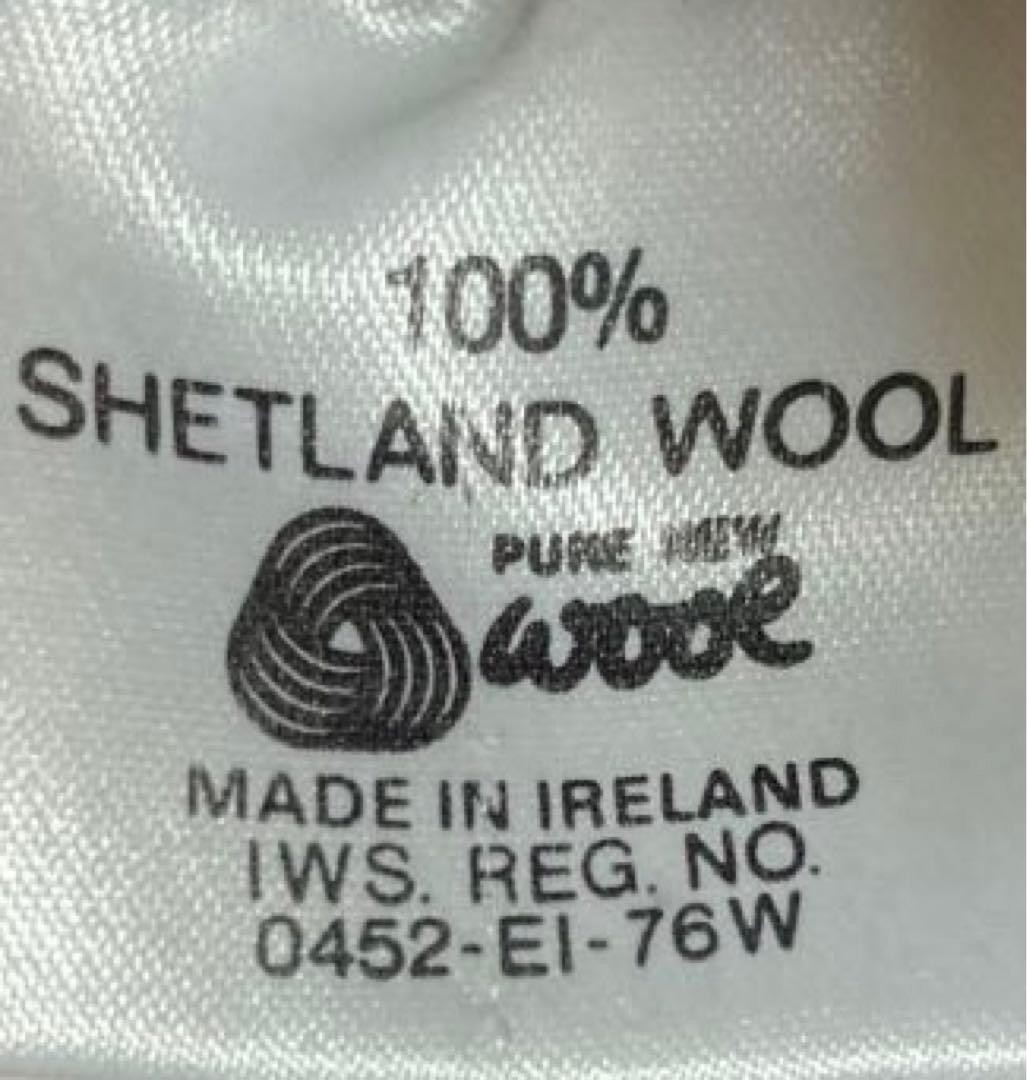 100%
SHETLAND WOOL
PURE NEW
wool
MADE IN IRELAND
IWS. REG. NO.
0452-EI-76W